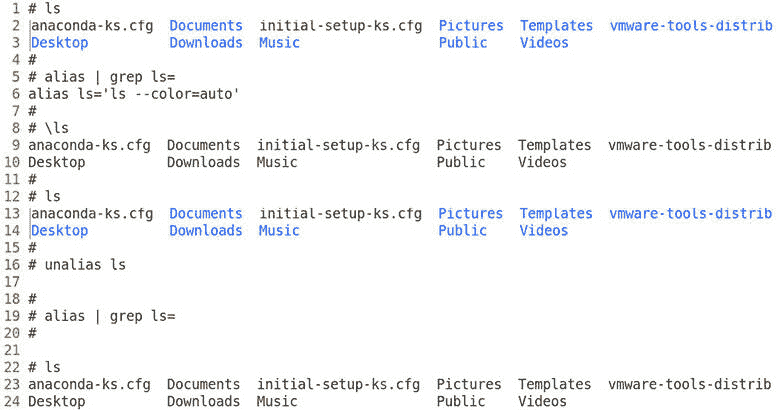 1 # ls
2 anaconda-ks.cfg Documents initial-setup-ks.cfg Pictures Templates vmware-tools-distrib
3 Desktop Downloads Music Public Videos
4 #
5 # alias | grep ls=
6 alias ls='ls --color=auto'
7 #
8 # \ls
9 anaconda-ks.cfg Documents initial-setup-ks.cfg Pictures Templates vmware-tools-distrib
10 Desktop Downloads Music Public Videos
11 #
12 # ls
13 anaconda-ks.cfg Documents initial-setup-ks.cfg Pictures Templates vmware-tools-distrib
14 Desktop Downloads Music Public Videos
15 #
16 # unalias ls
17
18 #
19 # alias | grep ls=
20 #
21
22 # ls
23 anaconda-ks.cfg Documents initial-setup-ks.cfg Pictures Templates vmware-tools-distrib
24 Desktop Downloads Music Public Videos